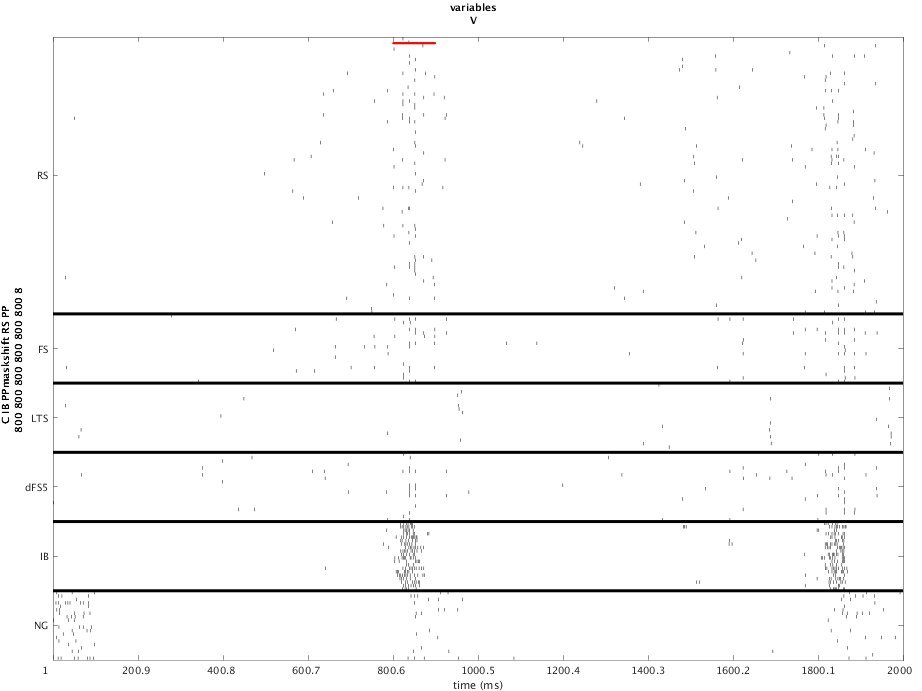 variables
V
C IB PPmaskshift RS PP
800 800 800 800 800 800 8
RS
FS
LTS
dFS5
IB
NG
1 200.9 400.8 600.7 800.6 1000.5 1200.4 1400.3 1600.2 1800.1 2000
time (ms)